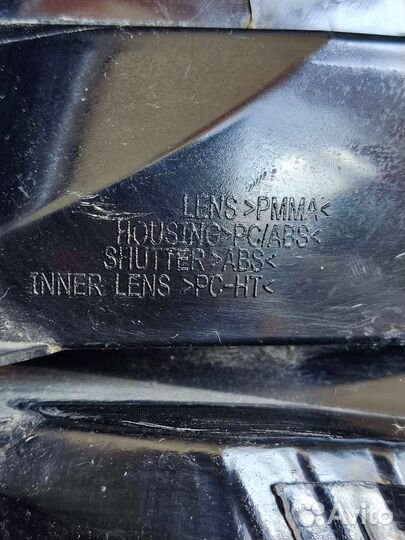 LENS >PMMA<
HOUSING>PC/ABS<
SHUTTER >ABS<
INNER LENS >PC-HT<
Avito